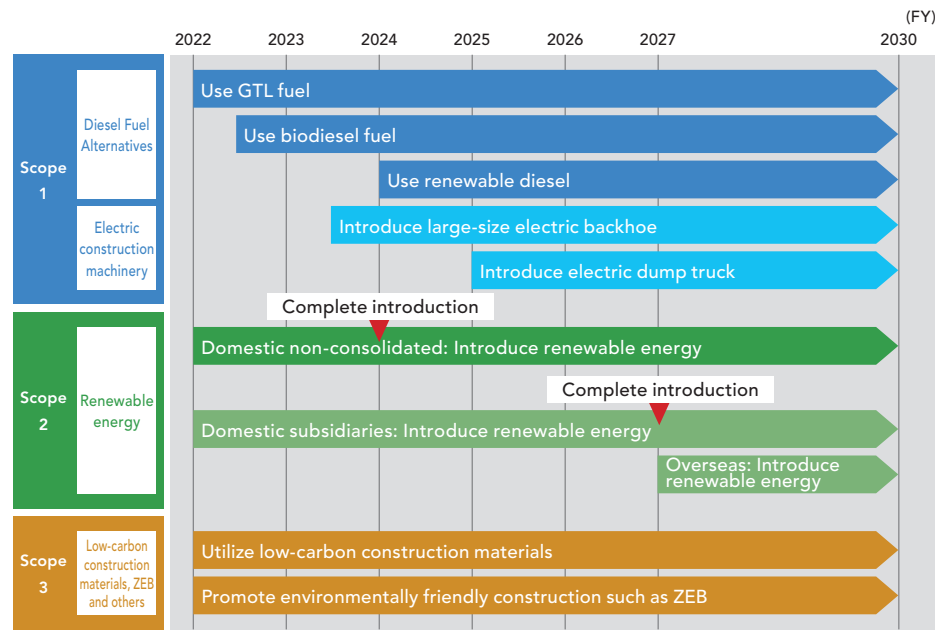 (FY)
2022 2023 2024 2025 2026 2027 2030
Scope
1
Diesel Fuel
Alternatives
Use GTL fuel
Use biodiesel fuel
Use renewable diesel
Electric
construction
machinery
Introduce large-size electric backhoe
Introduce electric dump truck
Scope
2
Renewable
energy
Complete introduction
Domestic non-consolidated: Introduce renewable energy
Complete introduction
Domestic subsidiaries: Introduce renewable energy
Overseas: Introduce
renewable energy
Scope
3
Low-carbon
construction
materials, ZEB
and others
Utilize low-carbon construction materials
Promote environmentally friendly construction such as ZEB